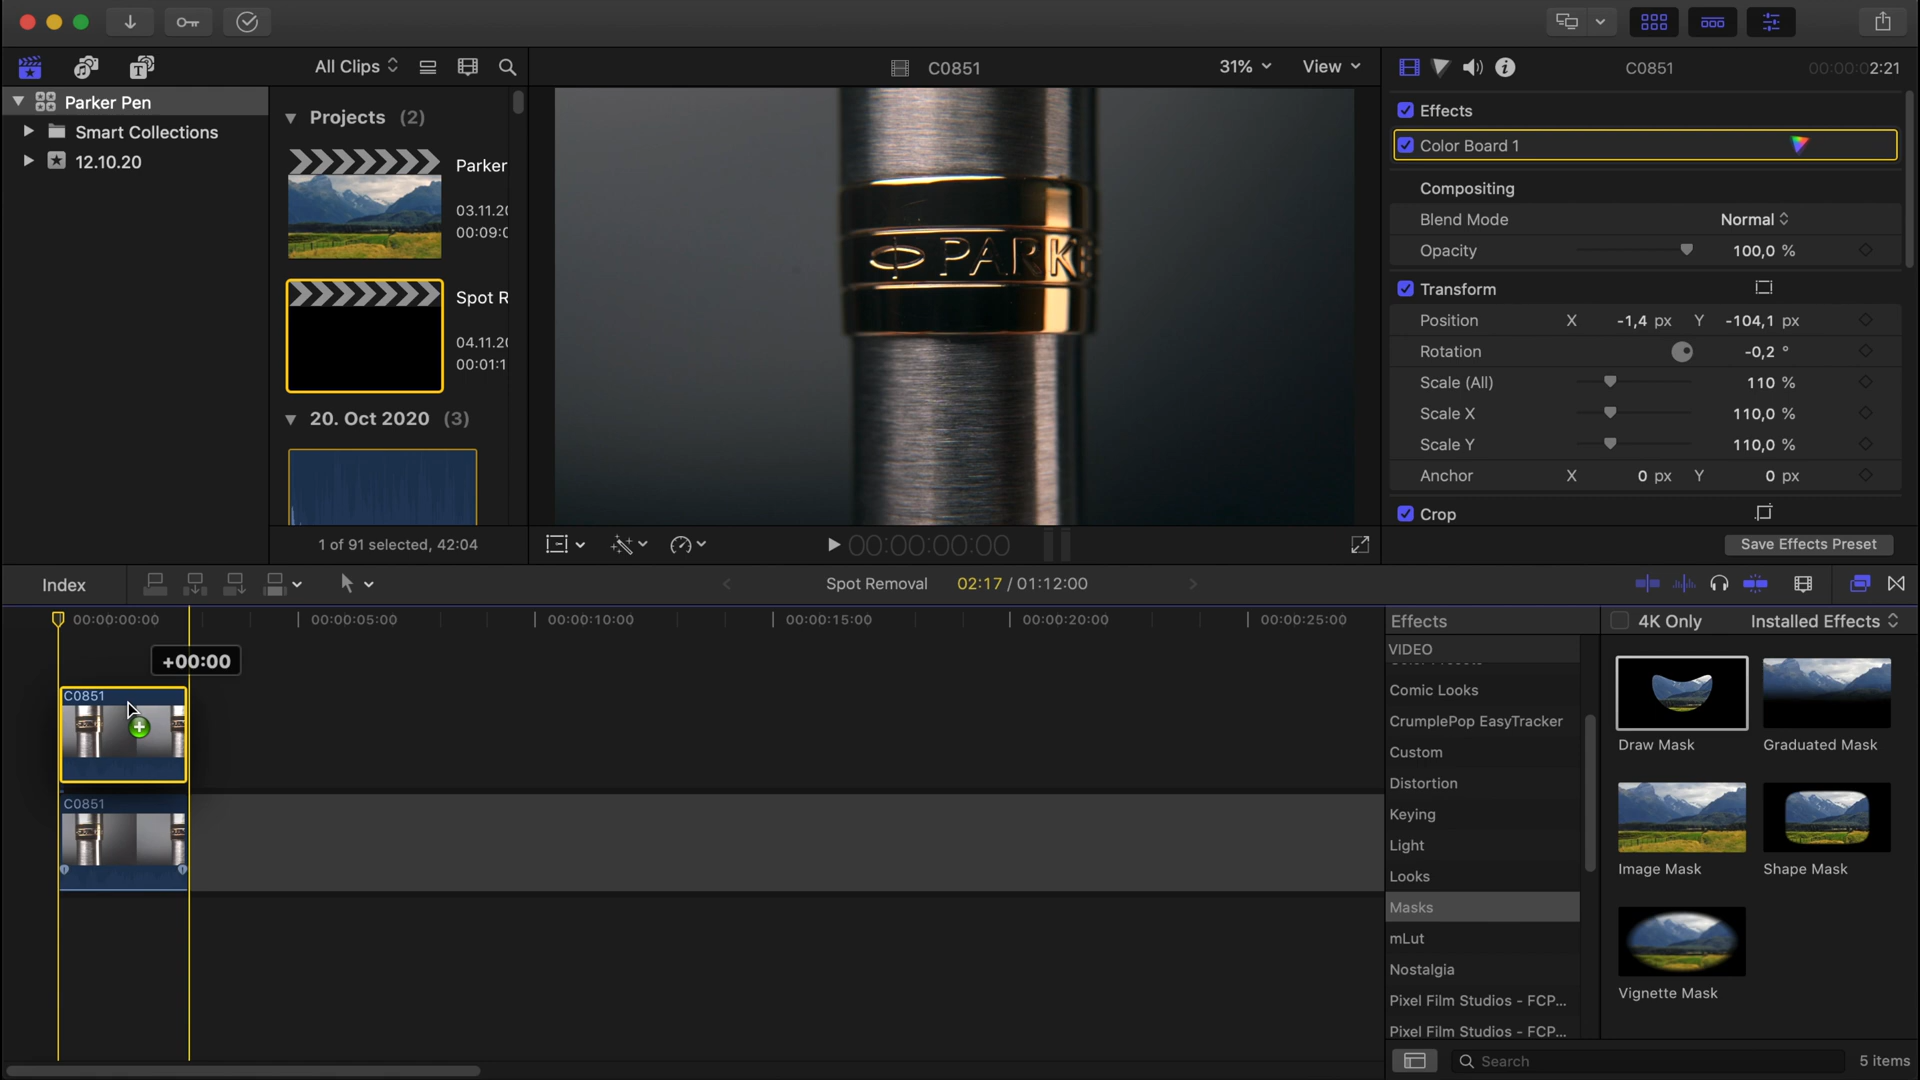 All Clips
C0851
31%
View
C0851
00:00:02:21
Parker Pen
Smart Collections
12.10.20
Projects (2)
Parker
03.11.20
00:09:0
Spot R
04.11.20
00:01:1
20. Oct 2020 (3)
1 of 91 selected, 42:04
PARKE
00:00:00:00
Effects
Color Board 1
Compositing
Blend Mode Normal
Opacity 100,0 %
Transform
Position X -1,4 px Y -104,1 px
Rotation -0,2 °
Scale (All) 110 %
Scale X 110,0 %
Scale Y 110,0 %
Anchor X 0 px Y 0 px
Crop
Save Effects Preset
Index
Spot Removal 02:17 / 01:12:00
00:00:00:00 00:00:05:00 00:00:10:00 00:00:15:00 00:00:20:00 00:00:25:00
+00:00
C0851
C0851
Effects
4K Only
Installed Effects
VIDEO
Comic Looks
CrumplePop EasyTracker
Custom
Distortion
Keying
Light
Looks
Masks
mLut
Nostalgia
Pixel Film Studios - FCP...
Pixel Film Studios - FCP...
Draw Mask
Graduated Mask
Image Mask
Shape Mask
Vignette Mask
Search
5 items